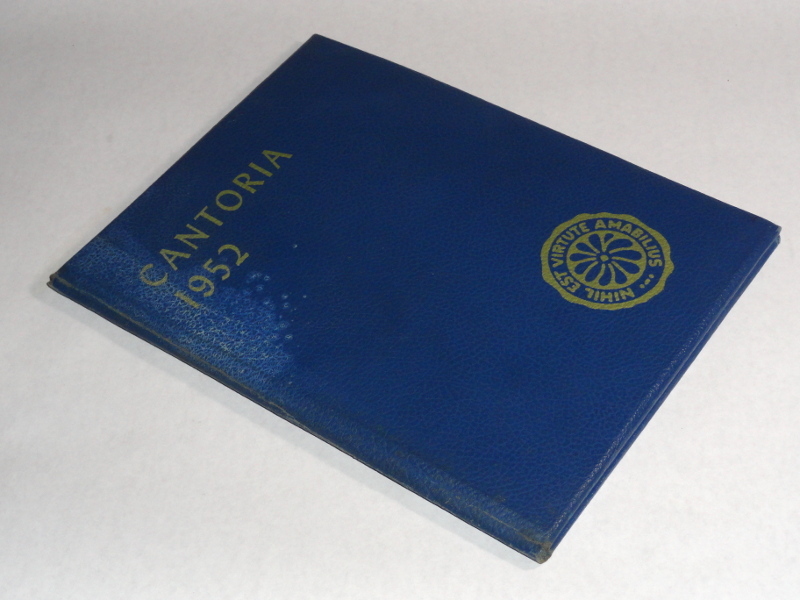 CANTORIA
1952
NIHIL EST VIRTUTE AMABILIUS ...